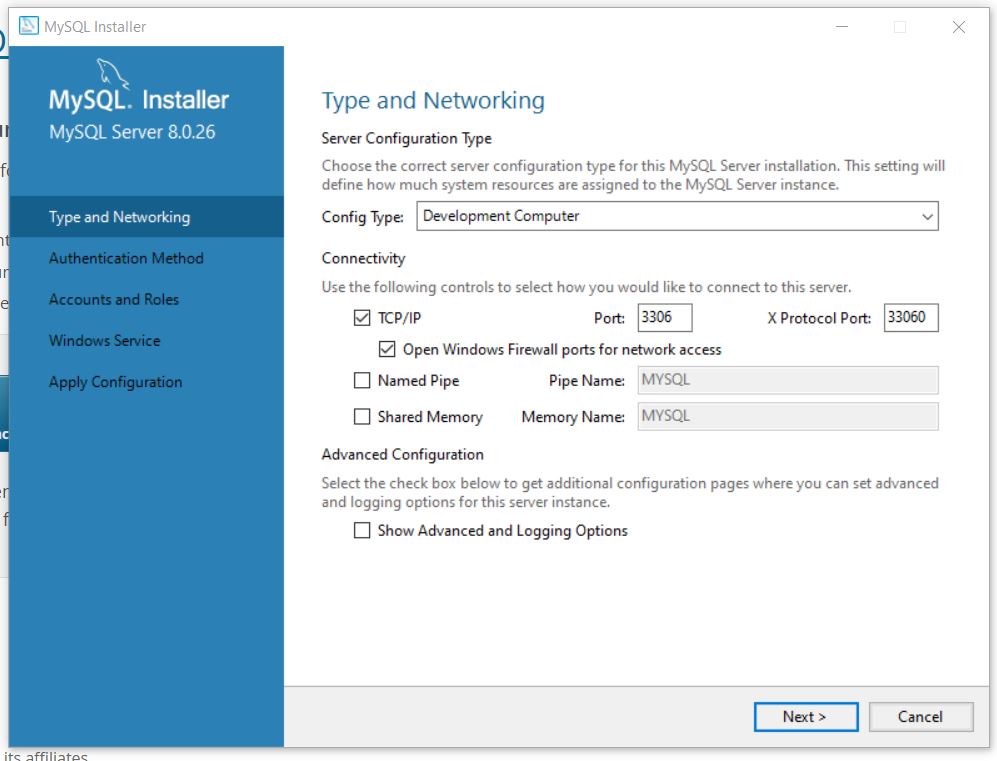 MySQL Installer
MySQL. Installer
MySQL Server 8.0.26
Type and Networking
Authentication Method
Accounts and Roles
Windows Service
Apply Configuration
Type and Networking
Server Configuration Type
Choose the correct server configuration type for this MySQL Server installation. This setting will
define how much system resources are assigned to the MySQL Server instance.
Config Type: Development Computer
Connectivity
Use the following controls to select how you would like to connect to this server.
TCP/IP Port: 3306 X Protocol Port: 33060
Open Windows Firewall ports for network access
Named Pipe Pipe Name: MYSQL
Shared Memory Memory Name: MYSQL
Advanced Configuration
Select the check box below to get additional configuration pages where you can set advanced
and logging options for this server instance.
Show Advanced and Logging Options
Next > Cancel
its affiliates